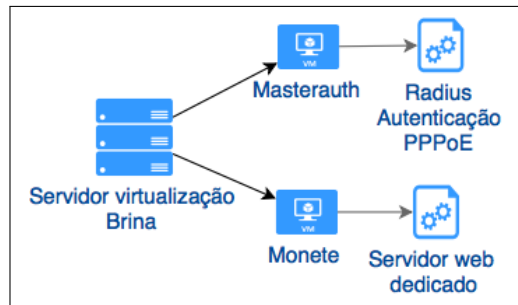 VM
Masterauth
Radius
Autenticação
PPPoE
Servidor virtualização
Brina
VM
Monete
Servidor web
dedicado